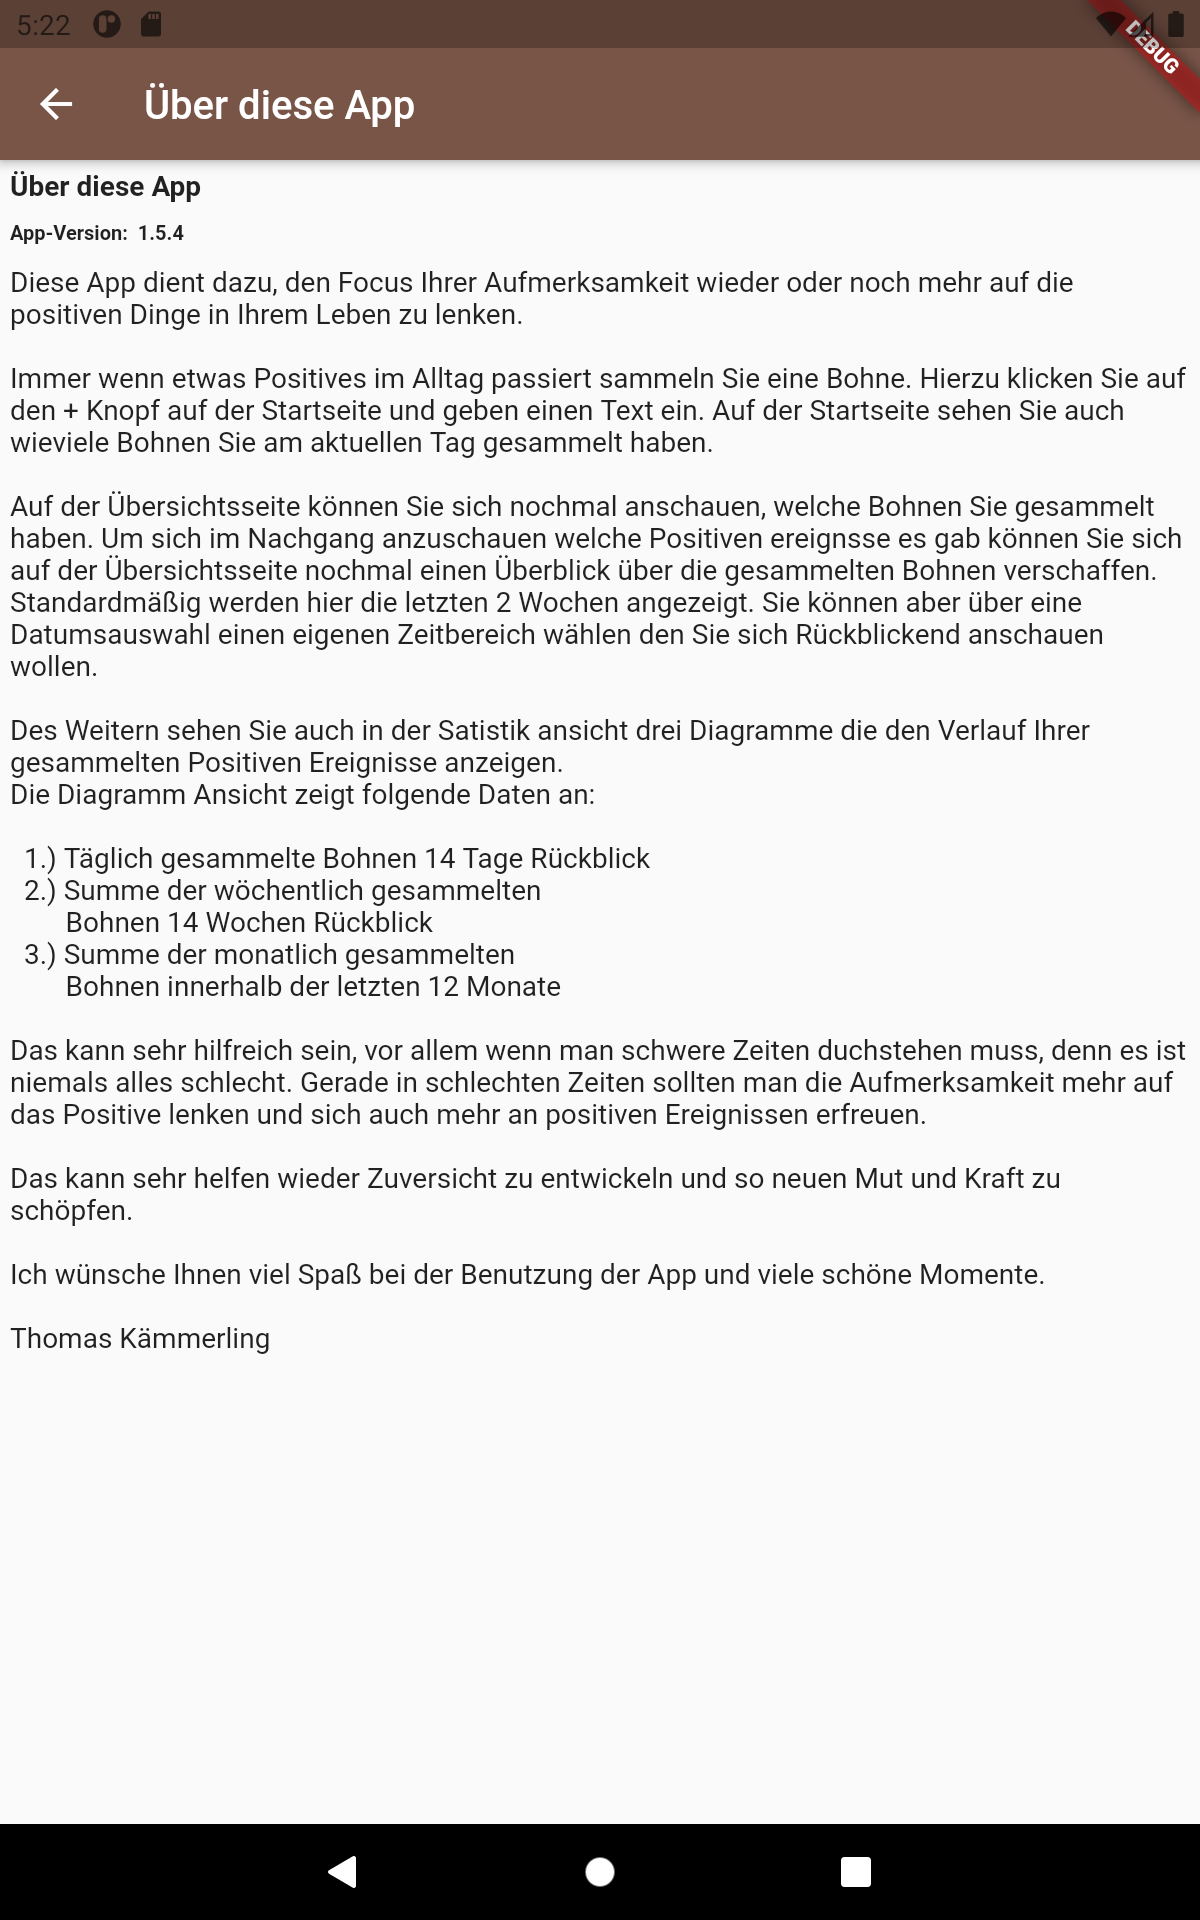 5:22
DEBUG
Über diese App
Über diese App
App-Version: 1.5.4
Diese App dient dazu, den Focus Ihrer Aufmerksamkeit wieder oder noch mehr auf die
positiven Dinge in Ihrem Leben zu lenken.
Immer wenn etwas Positives im Alltag passiert sammeln Sie eine Bohne. Hierzu klicken Sie auf
den + Knopf auf der Startseite und geben einen Text ein. Auf der Startseite sehen Sie auch
wieviele Bohnen Sie am aktuellen Tag gesammelt haben.
Auf der Übersichtsseite können Sie sich nochmal anschauen, welche Bohnen Sie gesammelt
haben. Um sich im Nachgang anzuschauen welche Positiven ereignsse es gab können Sie sich
auf der Übersichtsseite nochmal einen Überblick über die gesammelten Bohnen verschaffen.
Standardmäßig werden hier die letzten 2 Wochen angezeigt. Sie können aber über eine
Datumsauswahl einen eigenen Zeitbereich wählen den Sie sich Rückblickend anschauen
wollen.
Des Weitern sehen Sie auch in der Satistik ansicht drei Diagramme die den Verlauf Ihrer
gesammelten Positiven Ereignisse anzeigen.
Die Diagramm Ansicht zeigt folgende Daten an:
1.) Täglich gesammelte Bohnen 14 Tage Rückblick
2.) Summe der wöchentlich gesammelten
Bohnen 14 Wochen Rückblick
3.) Summe der monatlich gesammelten
Bohnen innerhalb der letzten 12 Monate
Das kann sehr hilfreich sein, vor allem wenn man schwere Zeiten duchstehen muss, denn es ist
niemals alles schlecht. Gerade in schlechten Zeiten sollten man die Aufmerksamkeit mehr auf
das Positive lenken und sich auch mehr an positiven Ereignissen erfreuen.
Das kann sehr helfen wieder Zuversicht zu entwickeln und so neuen Mut und Kraft zu
schöpfen.
Ich wünsche Ihnen viel Spaß bei der Benutzung der App und viele schöne Momente.
Thomas Kämmerling